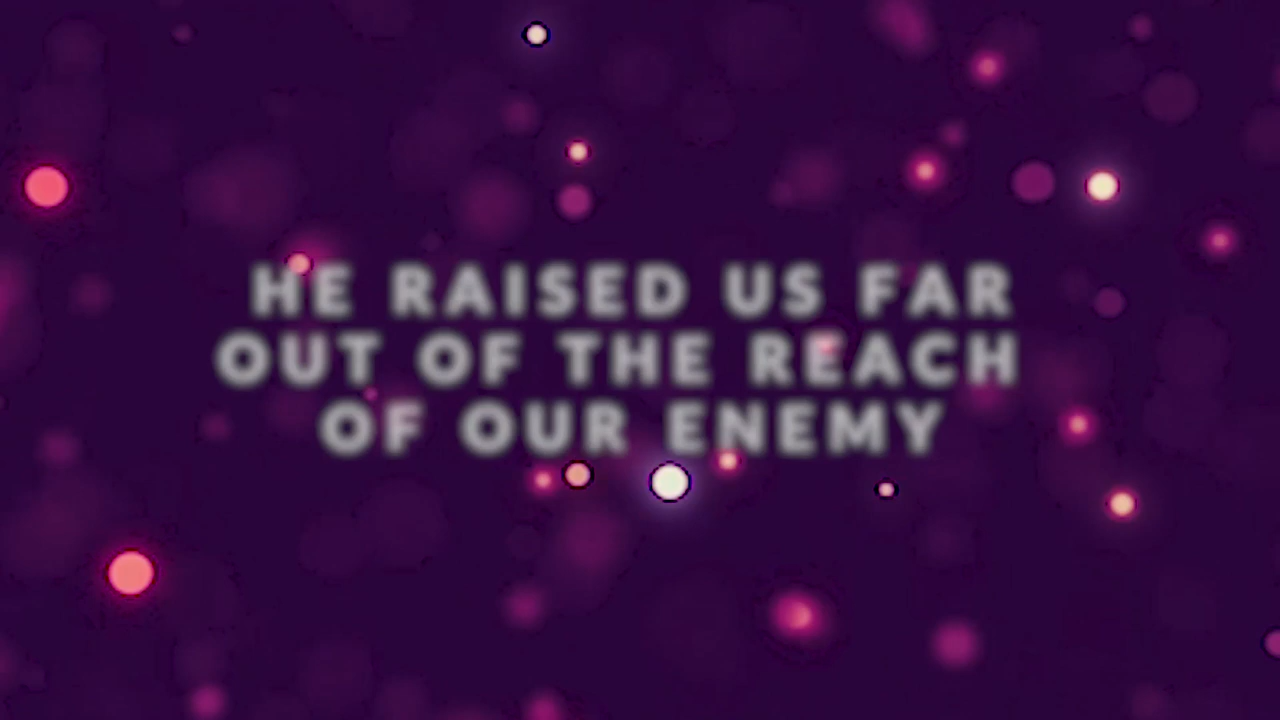 HE RAISED US FAR
OUT OF THE REACH
OF OUR ENEMY